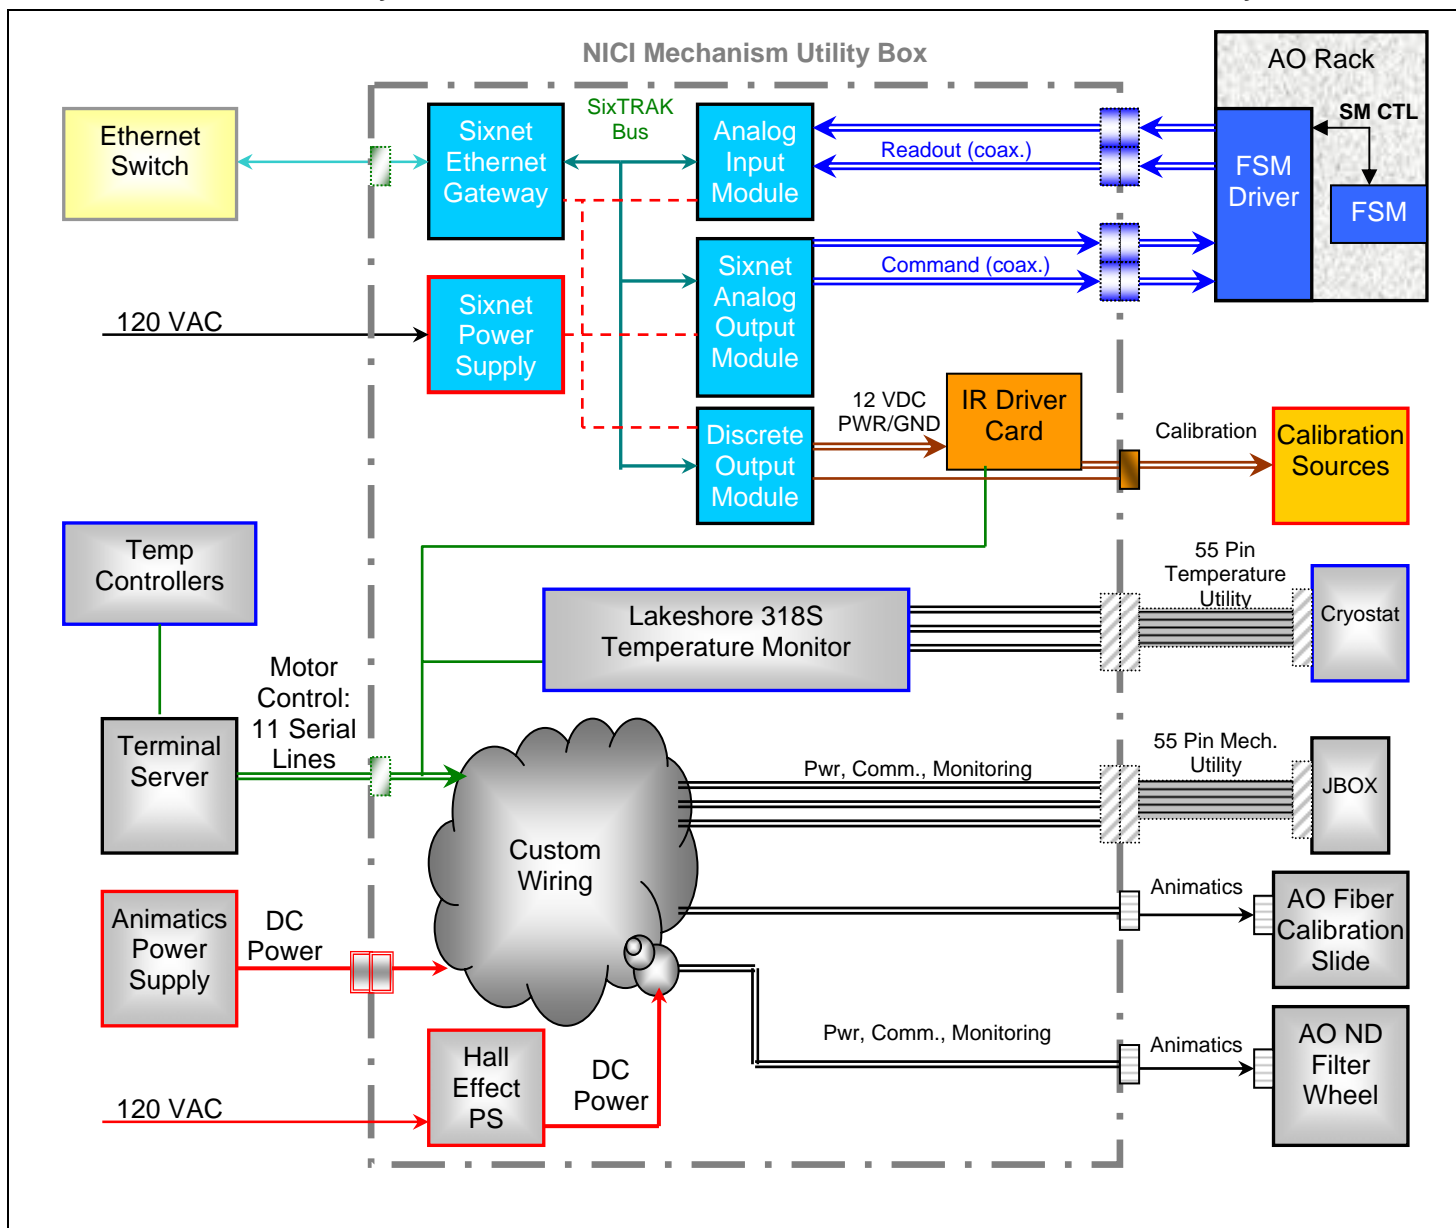 NICI Mechanism Utility Box
AO Rack
Ethernet
Switch
Sixnet
Ethernet
Gateway
SixTRAK
Bus
Analog
Input
Module
Readout (coax.)
SM CTL
FSM
Driver
FSM
120 VAC
Sixnet
Power
Supply
Sixnet
Analog
Output
Module
Command (coax.)
12 VDC
PWR/GND
IR Driver
Card
Discrete
Output
Module
Calibration
Calibration
Sources
Temp
Controllers
Lakeshore 318S
Temperature Monitor
55 Pin
Temperature
Utility
Cryostat
Motor
Control:
11 Serial
Lines
Terminal
Server
Custom
Wiring
Pwr, Comm., Monitoring
55 Pin Mech.
Utility
JBOX
Animatics
Power
Supply
DC
Power
Animatics
AO Fiber
Calibration
Slide
Pwr, Comm., Monitoring
Animatics
AO ND
Filter
Wheel
120 VAC
Hall
Effect
PS
DC
Power